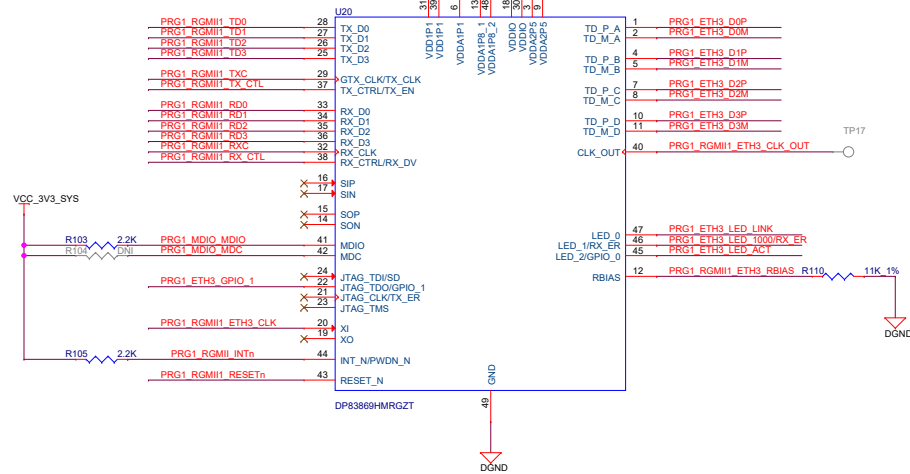 31
39
6
13
48
18
30
3
9
U20
VDD1P1
VDD1P1
VDDA1P1
VDDA1P8_1
VDDA1P8_2
VDDIO
VDDIO
VDDA2P5
VDDA2P5
PRG1_RGMII1_TD0 28 TX_D0
PRG1_RGMII1_TD1 27 TX_D1
PRG1_RGMII1_TD2 26 TX_D2
PRG1_RGMII1_TD3 25 TX_D3
PRG1_RGMII1_TXC 29 GTX_CLK/TX_CLK
PRG1_RGMII1_TX_CTL 37 TX_CTRL/TX_EN
PRG1_RGMII1_RD0 33 RX_D0
PRG1_RGMII1_RD1 34 RX_D1
PRG1_RGMII1_RD2 35 RX_D2
PRG1_RGMII1_RD3 36 RX_D3
PRG1_RGMII1_RXC 32 RX_CLK
PRG1_RGMII1_RX_CTL 38 RX_CTRL/RX_DV
16 SIP
17 SIN
15 SOP
14 SON
VCC_3V3_SYS
R103 2.2K PRG1_MDIO_MDIO 41 MDIO
R104 DNI PRG1_MDIO_MDC 42 MDC
24 JTAG_TDI/SD
PRG1_ETH3_GPIO_1 22 JTAG_TDO/GPIO_1
21 JTAG_CLK/TX_ER
23 JTAG_TMS
PRG1_RGMII1_ETH3_CLK 20 XI
19 XO
R105 2.2K PRG1_RGMII_INTn 44 INT_N/PWDN_N
PRG1_RGMII1_RESETn 43 RESET_N
TD_P_A 1 PRG1_ETH3_D0P
TD_M_A 2 PRG1_ETH3_D0M
TD_P_B 4 PRG1_ETH3_D1P
TD_M_B 5 PRG1_ETH3_D1M
TD_P_C 7 PRG1_ETH3_D2P
TD_M_C 8 PRG1_ETH3_D2M
TD_P_D 10 PRG1_ETH3_D3P
TD_M_D 11 PRG1_ETH3_D3M
CLK_OUT 40 PRG1_RGMII1_ETH3_CLK_OUT TP17
LED_0 47 PRG1_ETH3_LED_LINK
LED_1/RX_ER 46 PRG1_ETH3_LED_1000/RX_ER
LED_2/GPIO_0 45 PRG1_ETH3_LED_ACT
RBIAS 12 PRG1_RGMII1_ETH3_RBIAS R110 11K_1%
DGND
GND
49
DP83869HMRGZT
DGND